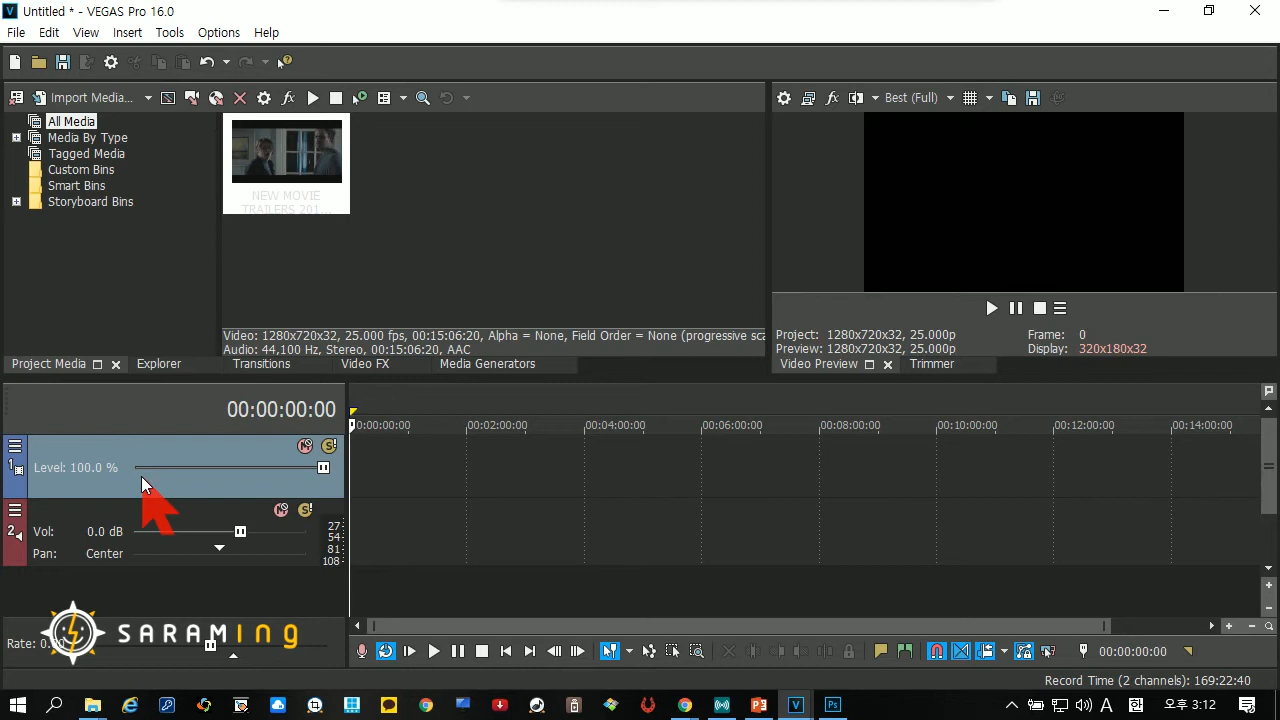 Untitled * - VEGAS Pro 16.0
File Edit View Insert Tools Options Help
Import Media... Best (Full)
All Media
Media By Type
Tagged Media
Custom Bins
Smart Bins
Storyboard Bins
NEW MOVIE
TRAILERS 201...
Video: 1280x720x32, 25.000 fps, 00:15:06:20, Alpha = None, Field Order = None (progressive sca
Audio: 44,100 Hz, Stereo, 00:15:06:20, AAC
Project: 1280x720x32, 25.000p Frame: 0
Preview: 1280x720x32, 25.000p Display: 320x180x32
Project Media Explorer Transitions Video FX Media Generators Video Preview Trimmer
00:00:00:00
0:00:00:00 00:02:00:00 00:04:00:00 00:06:00:00 00:08:00:00 00:10:00:00 00:12:00:00 00:14:00:00
M S
1 Level: 100.0 %
M S
2 Vol: 0.0 dB
Pan: Center
27
54
81
108
SARAMING
Rate: 0.00
00:00:00:00
Record Time (2 channels): 169:22:40
A 오후 3:12